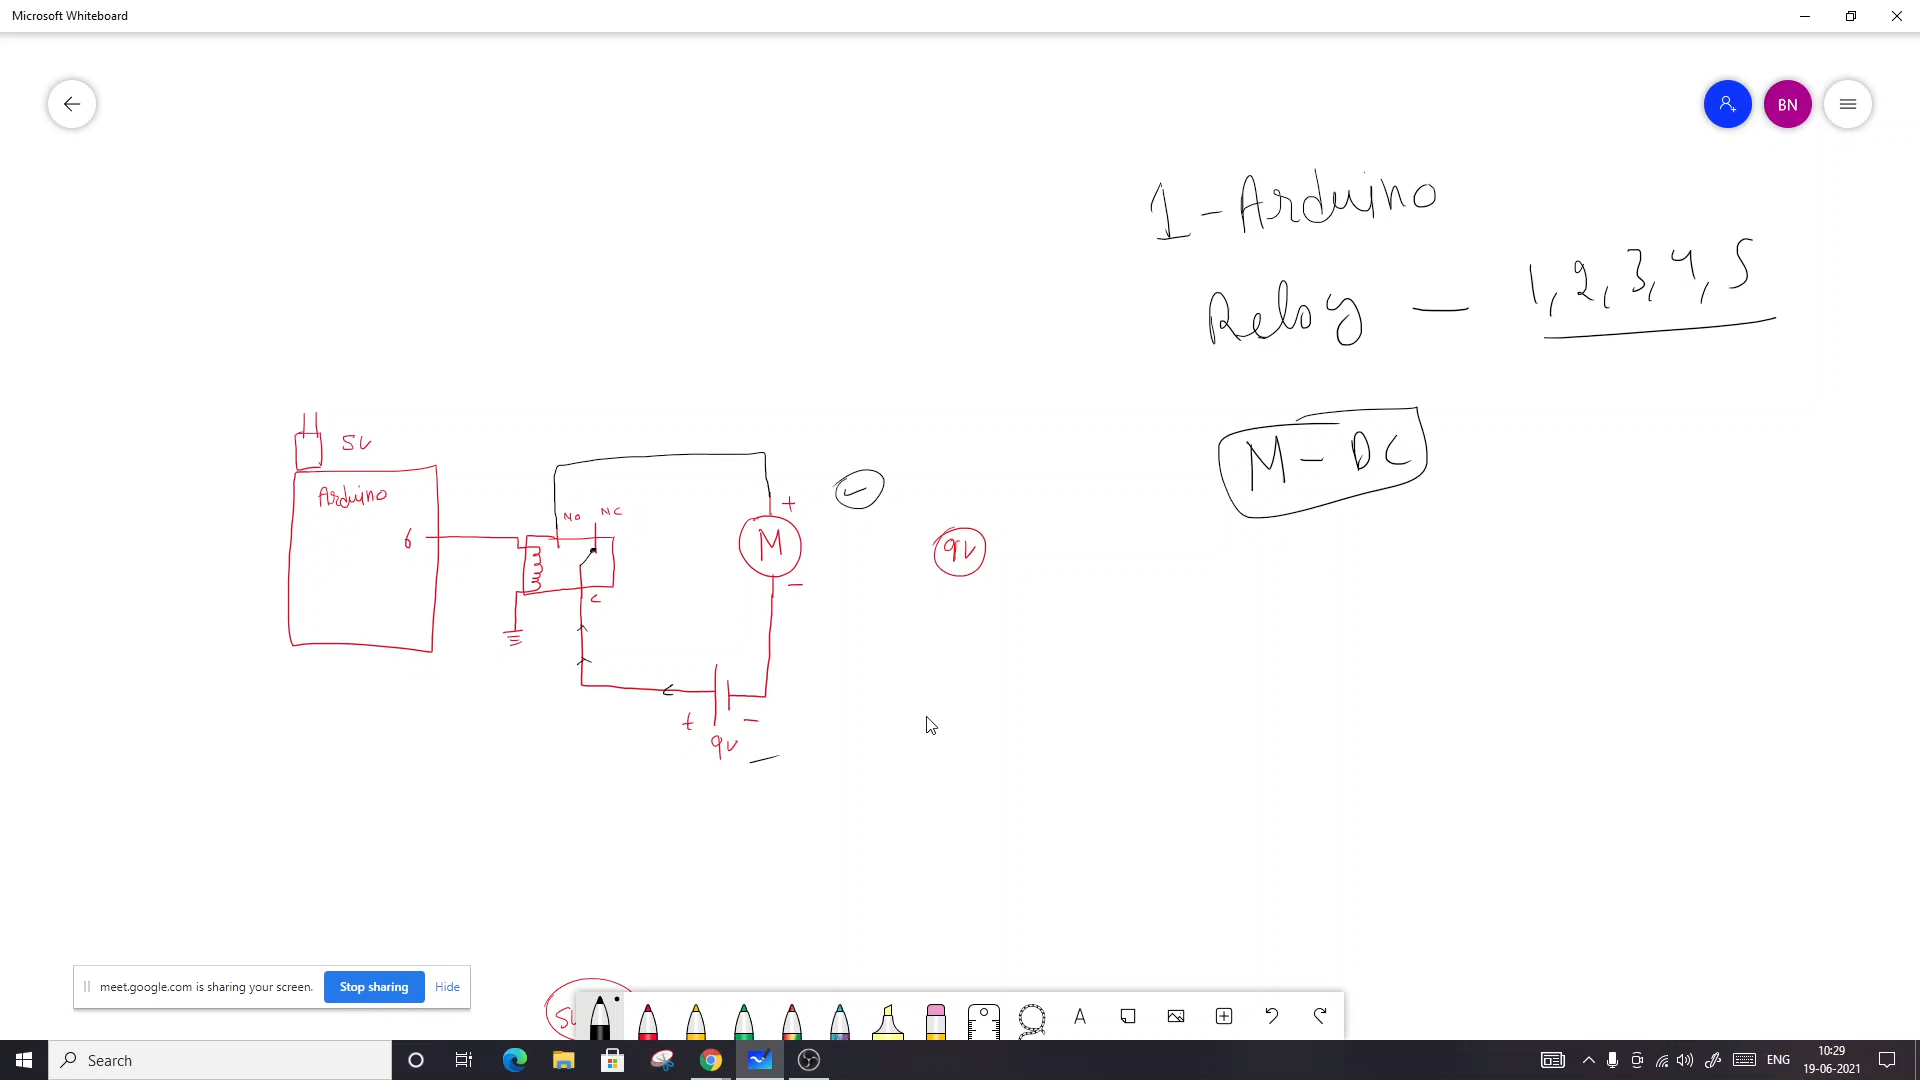 Microsoft Whiteboard
BN
1 - Arduino
Relay - 1, 2, 3, 4, 5
M - DC
5V
Arduino
6
NO NC
C
+
M
-
9V
+ -
9V
meet.google.com is sharing your screen.
Stop sharing
Hide
5V
A
Search
ENG
10:29
19-06-2021